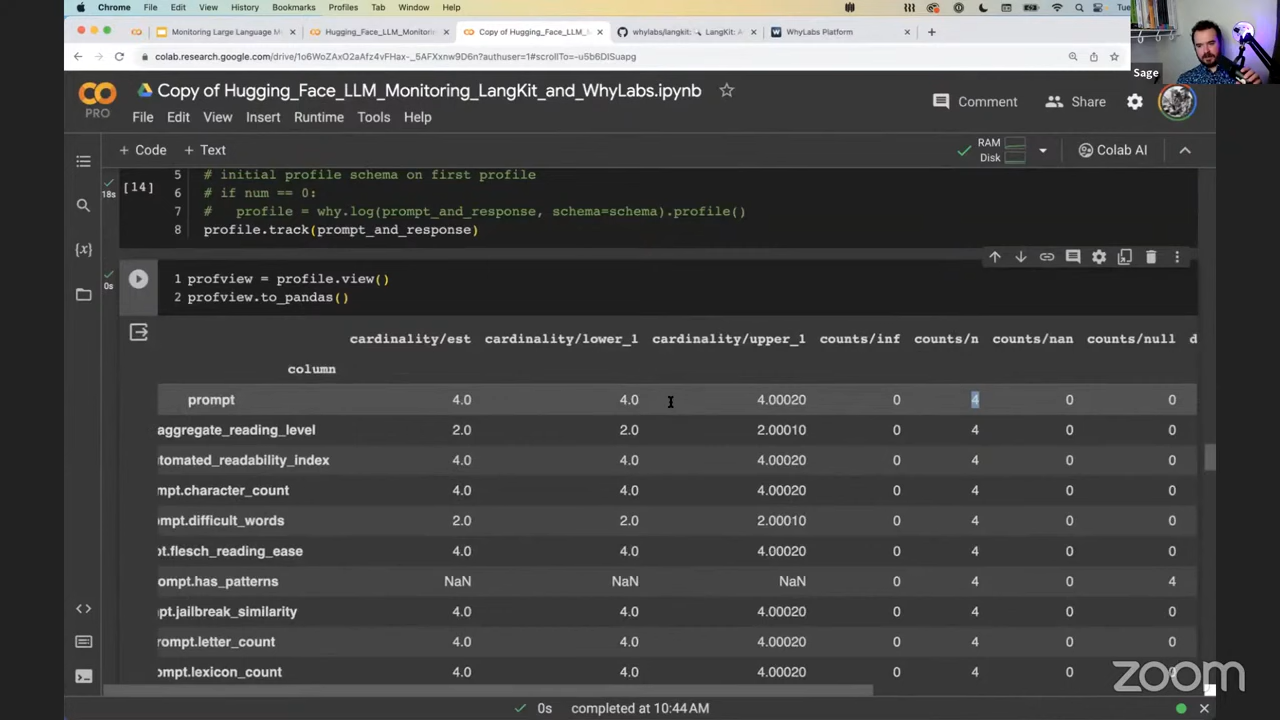 Chrome File Edit View History Bookmarks Profiles Tab Window Help Tue
Monitoring Large Language M Hugging_Face_LLM_Monitorin Copy of Hugging_Face_LLM_ whylabs/langkit: LangKit: A WhyLabs Platform
colab.research.google.com/drive/
Sage
CO
PRO
Copy of Hugging_Face_LLM_Monitoring_LangKit_and_WhyLabs.ipynb
File Edit View Insert Runtime Tools Help
Comment Share
+ Code + Text
RAM
Disk
Colab AI
18s [14] 5 # initial profile schema on first profile
6 # if num == 0:
7 # profile = why.log(prompt_and_response, schema=schema).profile()
8 profile.track(prompt_and_response)
0s 1 profview = profile.view()
2 profview.to_pandas()
cardinality/est cardinality/lower_1 cardinality/upper_1 counts/inf counts/n counts/nan counts/null d
column
prompt 4.0 4.0 4.00020 0 4 0 0
aggregate_reading_level 2.0 2.0 2.00010 0 4 0 0
utomated_readability_index 4.0 4.0 4.00020 0 4 0 0
mpt.character_count 4.0 4.0 4.00020 0 4 0 0
mpt.difficult_words 2.0 2.0 2.00010 0 4 0 0
pt.flesch_reading_ease 4.0 4.0 4.00020 0 4 0 0
ompt.has_patterns NaN NaN NaN 0 4 0 4
pt.jailbreak_similarity 4.0 4.0 4.00020 0 4 0 0
rompt.letter_count 4.0 4.0 4.00020 0 4 0 0
ompt.lexicon_count 4.0 4.0 4.00020 0 4 0 0
zoom
0s completed at 10:44 AM